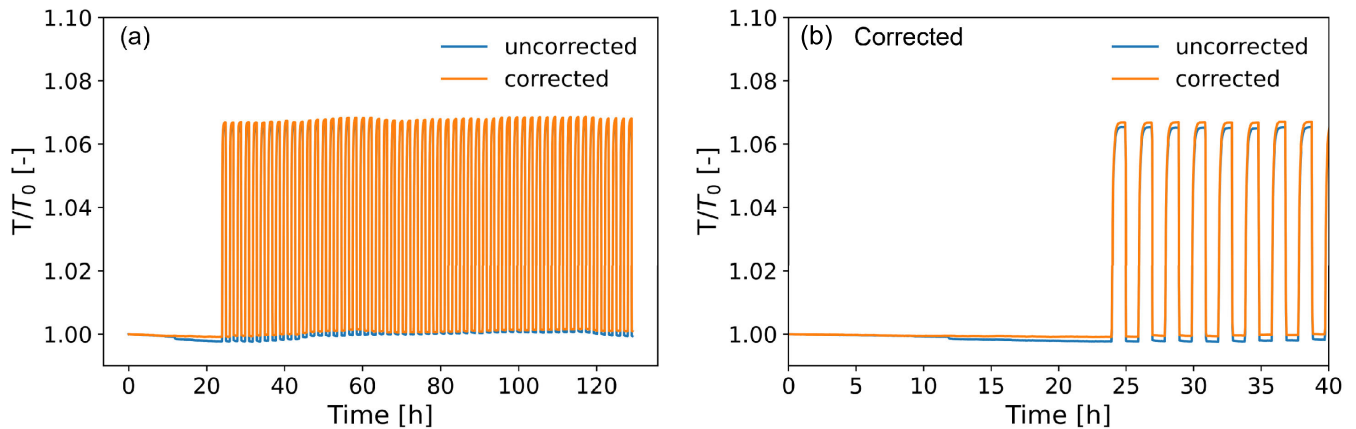 (a)
uncorrected
corrected
1.10
1.08
1.06
1.04
1.02
1.00
T/T0 [-]
0 20 40 60 80 100 120
Time [h]
(b) Corrected
uncorrected
corrected
1.10
1.08
1.06
1.04
1.02
1.00
T/T0 [-]
0 5 10 15 20 25 30 35 40
Time [h]